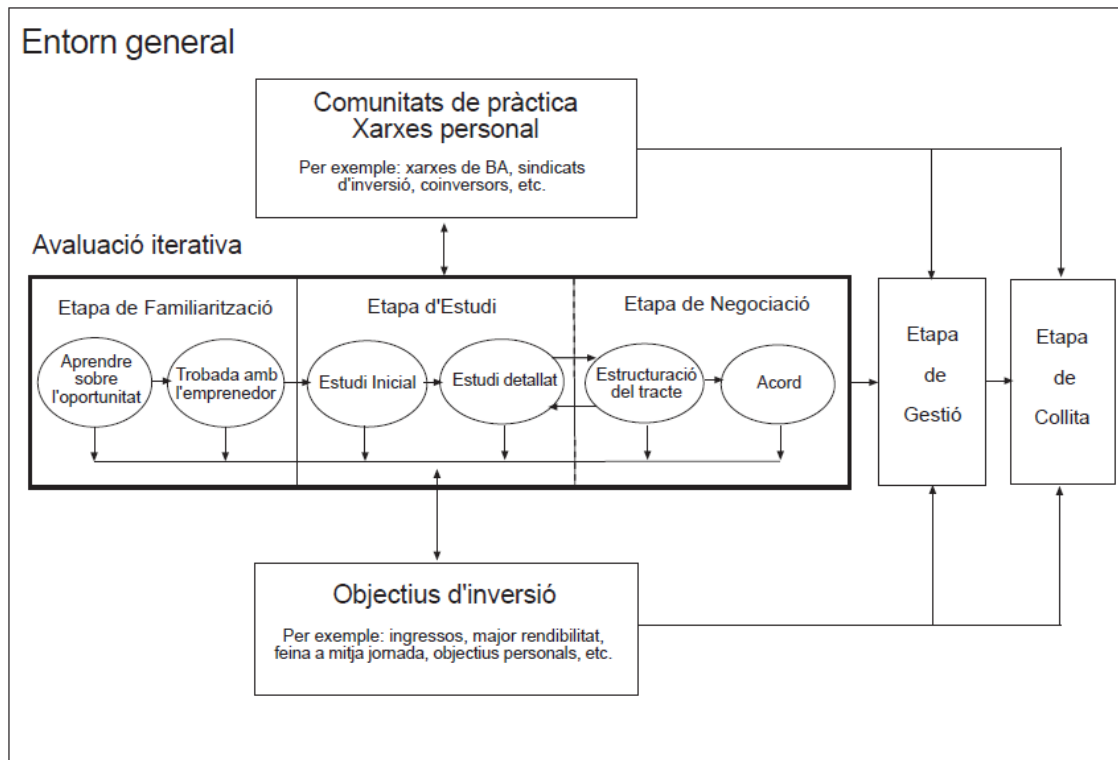 Entorn general
Comunitats de pràctica
Xarxes personal
Per exemple: xarxes de BA, sindicats
d'inversió, coinversors, etc.
Avaluació iterativa
Etapa de Familiarització
Etapa d'Estudi
Etapa de Negociació
Aprendre
sobre
l'oportunitat
Trobada amb
l'emprenedor
Estudi Inicial
Estudi detallat
Estructuració
del tracte
Acord
Etapa
de
Gestió
Etapa
de
Collita
Objectius d'inversió
Per exemple: ingressos, major rendibilitat,
feina a mitja jornada, objectius personals, etc.